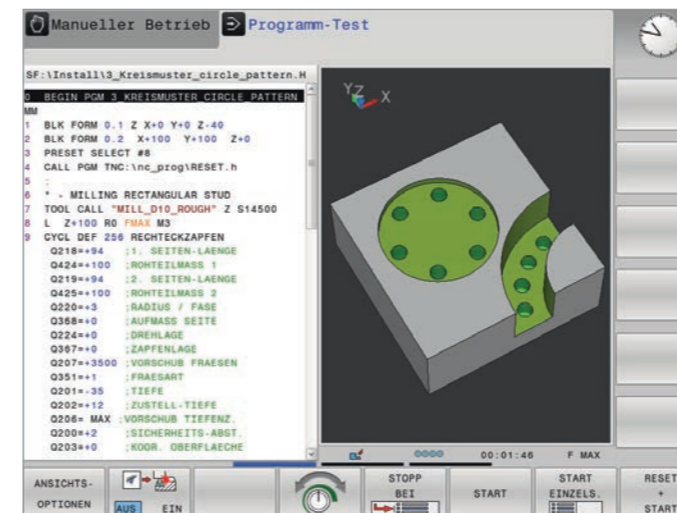 Manueller Betrieb
Programm-Test
SF:\Install\3_Kreismuster_circle_pattern.H
0 BEGIN PGM 3_KREISMUSTER_CIRCLE_PATTERN
MM
1 BLK FORM 0.1 Z X+0 Y+0 Z-40
2 BLK FORM 0.2 X+100 Y+100 Z+0
3 PRESET SELECT #8
4 CALL PGM TNC:\nc_prog\RESET.h
5 ;
6 * - MILLING RECTANGULAR STUD
7 TOOL CALL "MILL_D10_ROUGH" Z S14500
8 L Z+100 R0 FMAX M3
9 CYCL DEF 256 RECHTECKZAPFEN
Q218=+94 ;1. SEITEN-LAENGE
Q424=+100 ;ROHTEILMASS 1
Q219=+94 ;2. SEITEN-LAENGE
Q425=+100 ;ROHTEILMASS 2
Q220=+3 ;RADIUS / FASE
Q368=+0 ;AUFMASS SEITE
Q224=+0 ;DREHLAGE
Q367=+0 ;ZAPFENLAGE
Q207=+3500 ;VORSCHUB FRAESEN
Q351=+1 ;FRAESART
Q201=-35 ;TIEFE
Q202=+12 ;ZUSTELL-TIEFE
Q206= MAX ;VORSCHUB TIEFENZ.
Q200=+2 ;SICHERHEITS-ABST.
Q203=+0 ;KOOR. OBERFLAECHE
Y Z X
00:01:46 F MAX
ANSICHTS-
OPTIONEN
AUS EIN
STOPP
BEI
START
START
EINZELS.
RESET
+
START